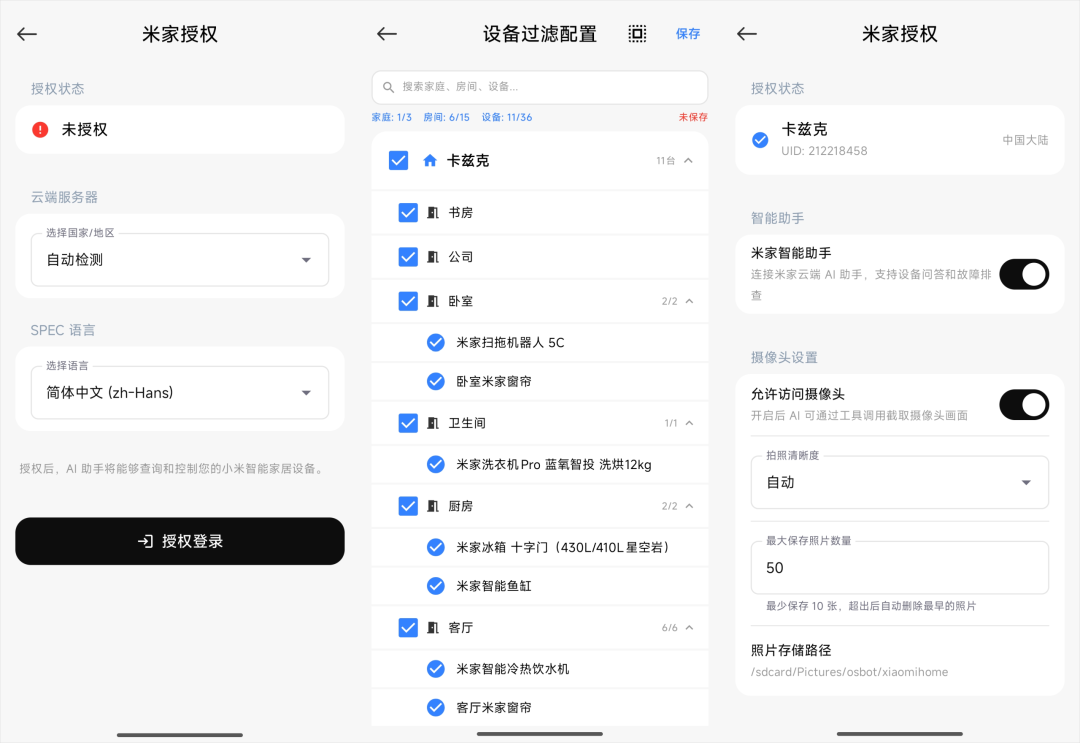 米家授权
授权状态
未授权
云端服务器
选择国家/地区
自动检测
SPEC 语言
选择语言
简体中文 (zh-Hans)
授权后，AI 助手将能够查询和控制您的小米智能家居设备。
授权登录
设备过滤配置
保存
搜索家庭、房间、设备...
家庭: 1/3 房间: 6/15 设备: 11/36
未保存
卡兹克
11台
书房
公司
卧室
2/2
米家扫拖机器人 5C
卧室米家窗帘
卫生间
1/1
米家洗衣机Pro 蓝氧智投 洗烘12kg
厨房
2/2
米家冰箱 十字门（430L/410L星空岩）
米家智能鱼缸
客厅
6/6
米家智能冷热饮水机
客厅米家窗帘
米家授权
授权状态
卡兹克
UID: 212218458
中国大陆
智能助手
米家智能助手
连接米家云端 AI 助手，支持设备问答和故障排
查
摄像头设置
允许访问摄像头
开启后 AI 可通过工具调用截取摄像头画面
拍照清晰度
自动
最大保存照片数量
50
最少保存 10 张，超出后自动删除最早的照片
照片存储路径
/sdcard/Pictures/osbot/xiaomihome